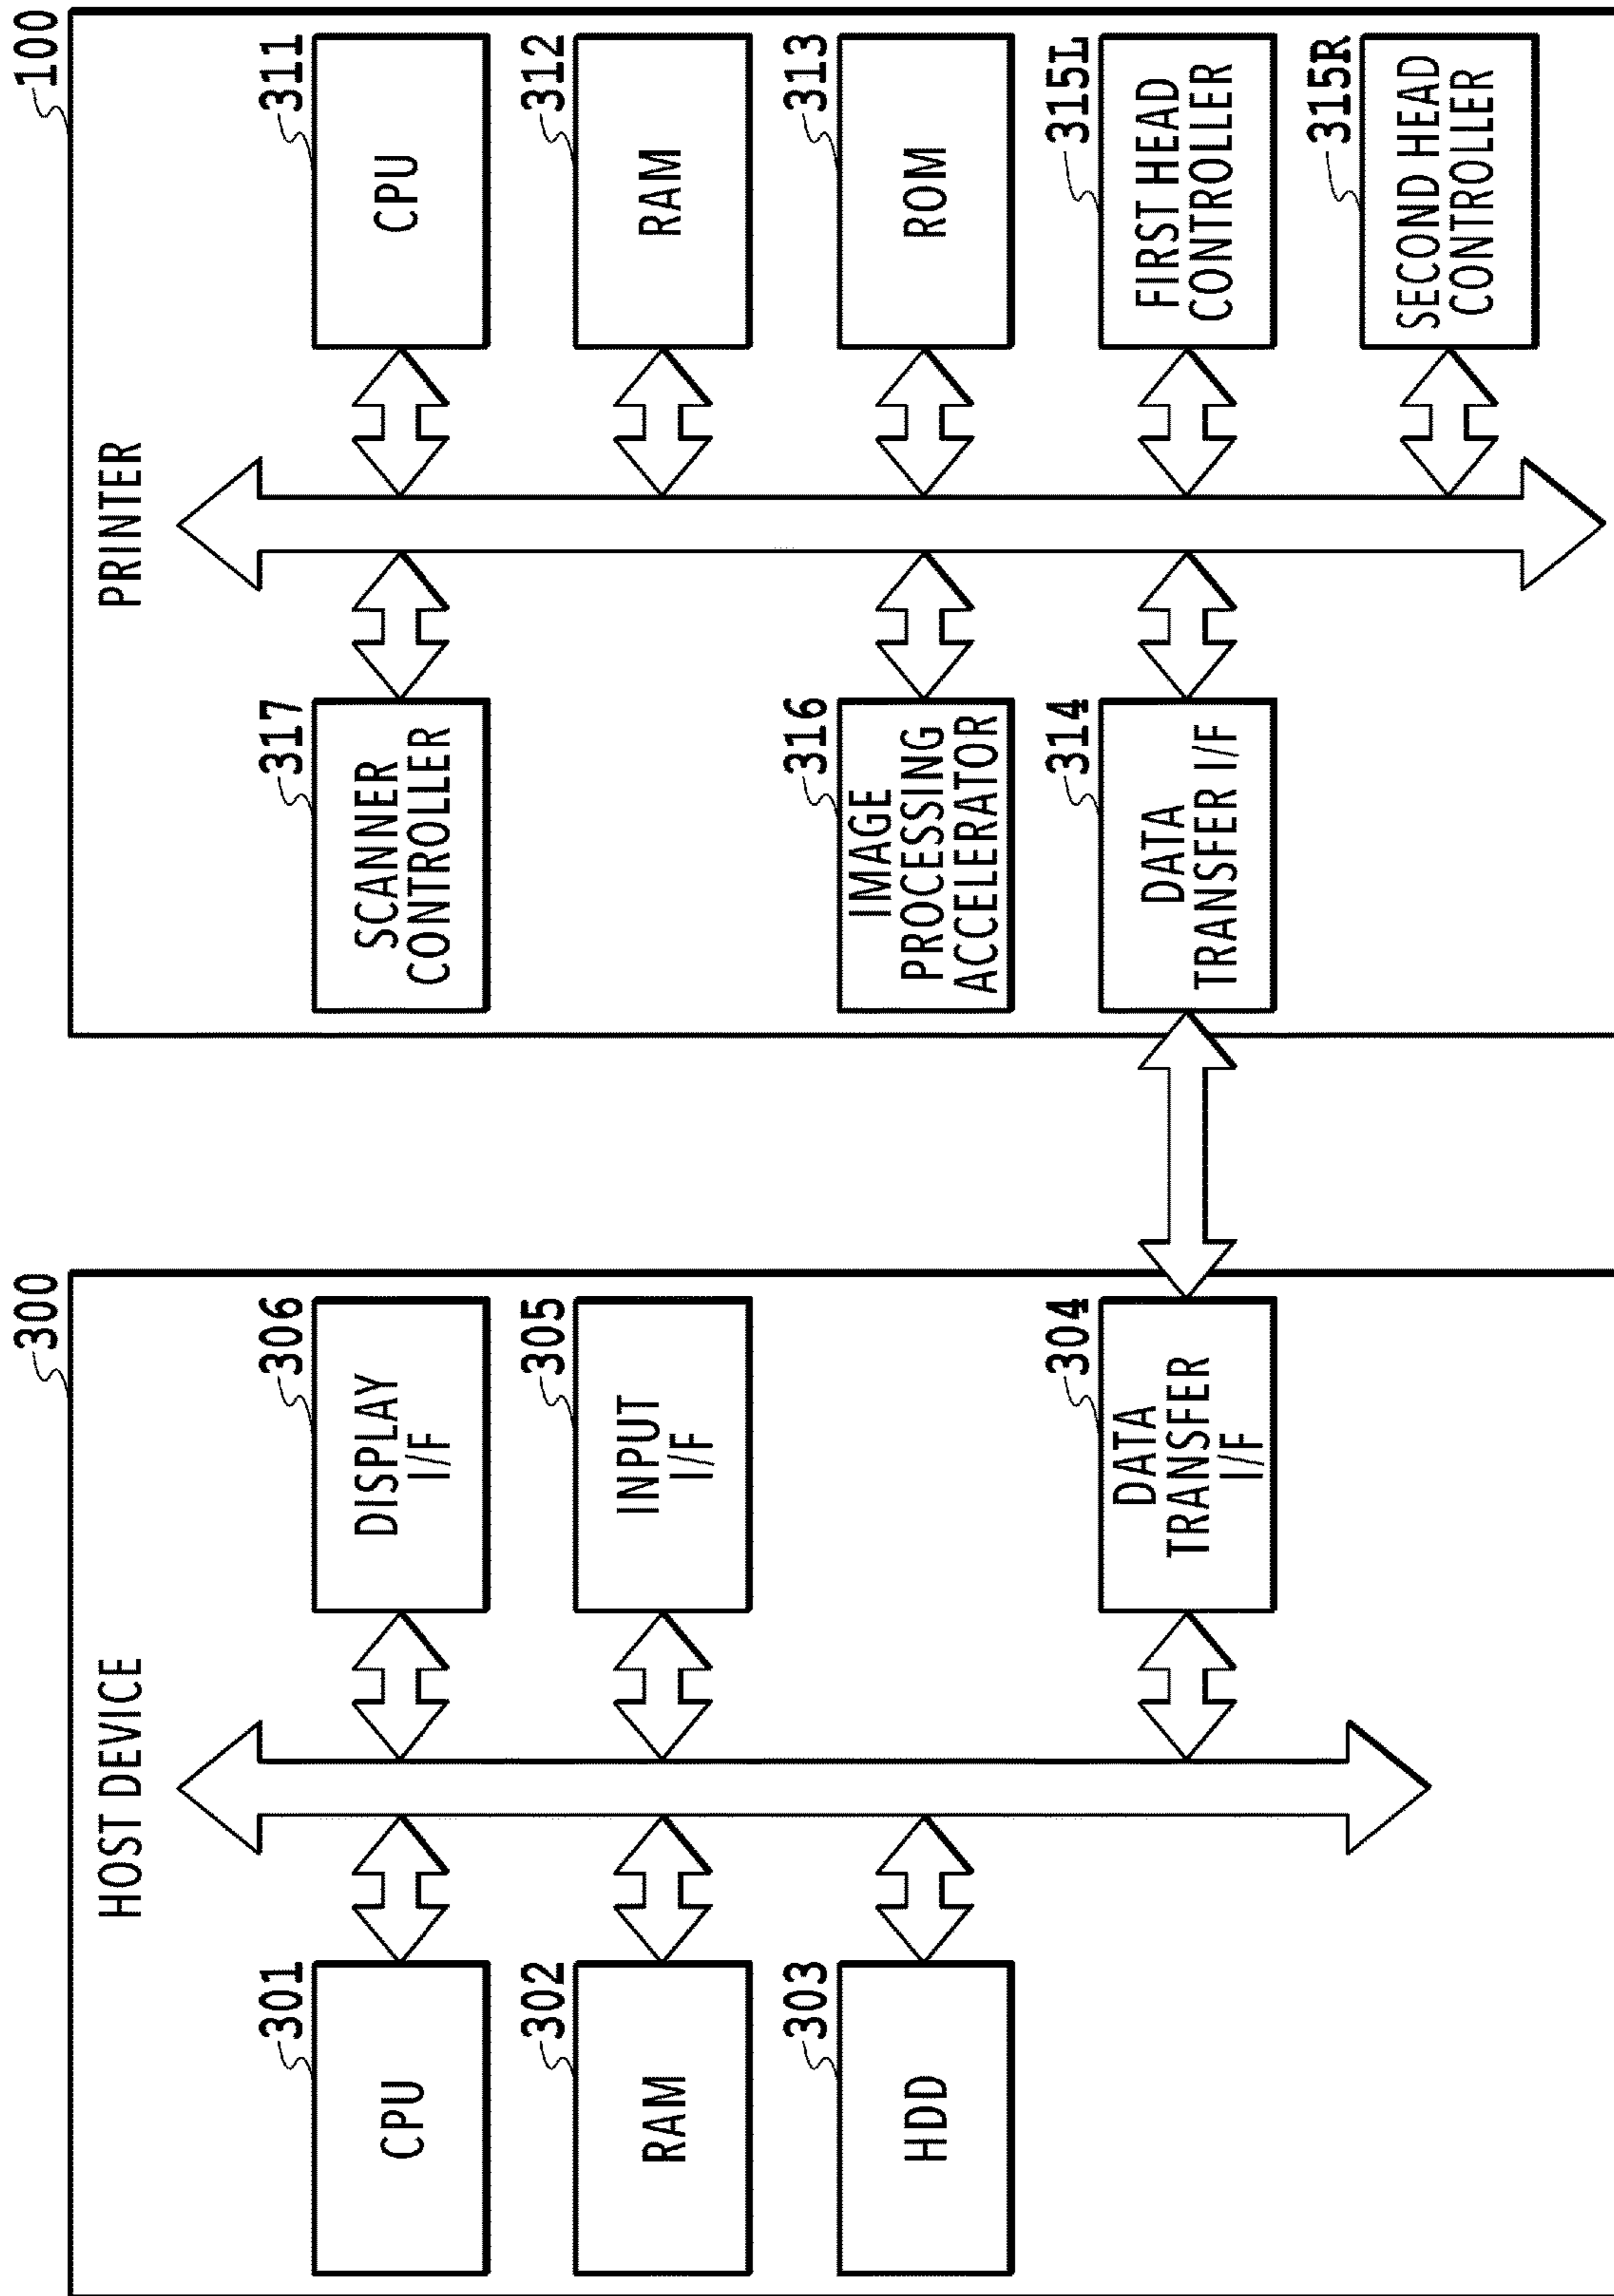 300
HOST DEVICE
301
CPU
302
RAM
303
HDD
306
DISPLAY
I/F
305
INPUT
I/F
304
DATA
TRANSFER
I/F
100
PRINTER
317
SCANNER
CONTROLLER
316
IMAGE
PROCESSING
ACCELERATOR
314
DATA
TRANSFER I/F
311
CPU
312
RAM
313
ROM
315L
FIRST HEAD
CONTROLLER
315R
SECOND HEAD
CONTROLLER